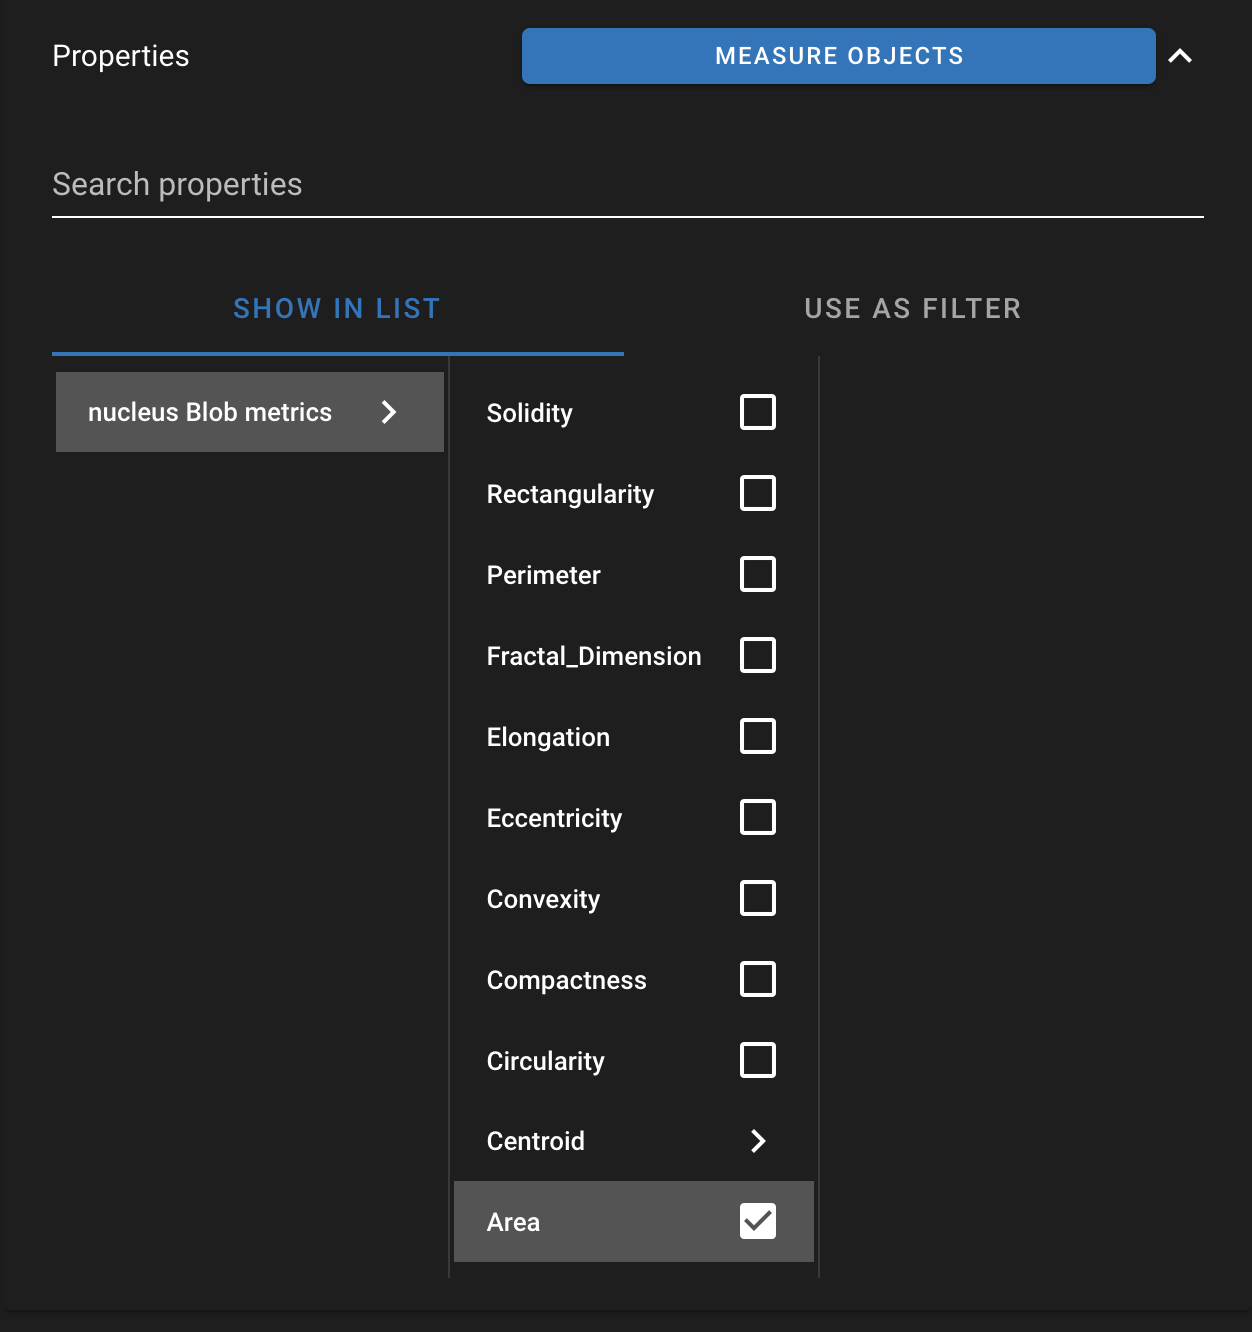 Properties
MEASURE OBJECTS
Search properties
SHOW IN LIST
USE AS FILTER
nucleus Blob metrics
Solidity
Rectangularity
Perimeter
Fractal_Dimension
Elongation
Eccentricity
Convexity
Compactness
Circularity
Centroid
Area